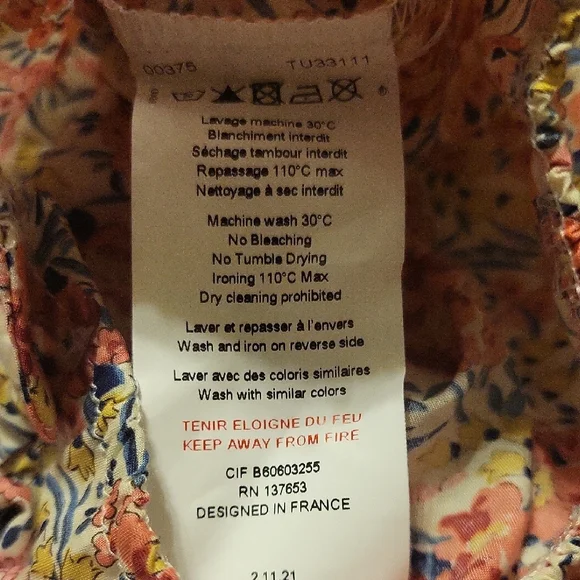 00375 TU33111
Lavage machine 30°C
Blanchiment interdit
Séchage tambour interdit
Repassage 110°C max
Nettoyage à sec interdit
Machine wash 30°C
No Bleaching
No Tumble Drying
Ironing 110°C Max
Dry cleaning prohibited
Laver et repasser à l'envers
Wash and iron on reverse side
Laver avec des coloris similaires
Wash with similar colors
TENIR ELOIGNE DU FEU
KEEP AWAY FROM FIRE
CIF B60603255
RN 137653
DESIGNED IN FRANCE
2.11.21